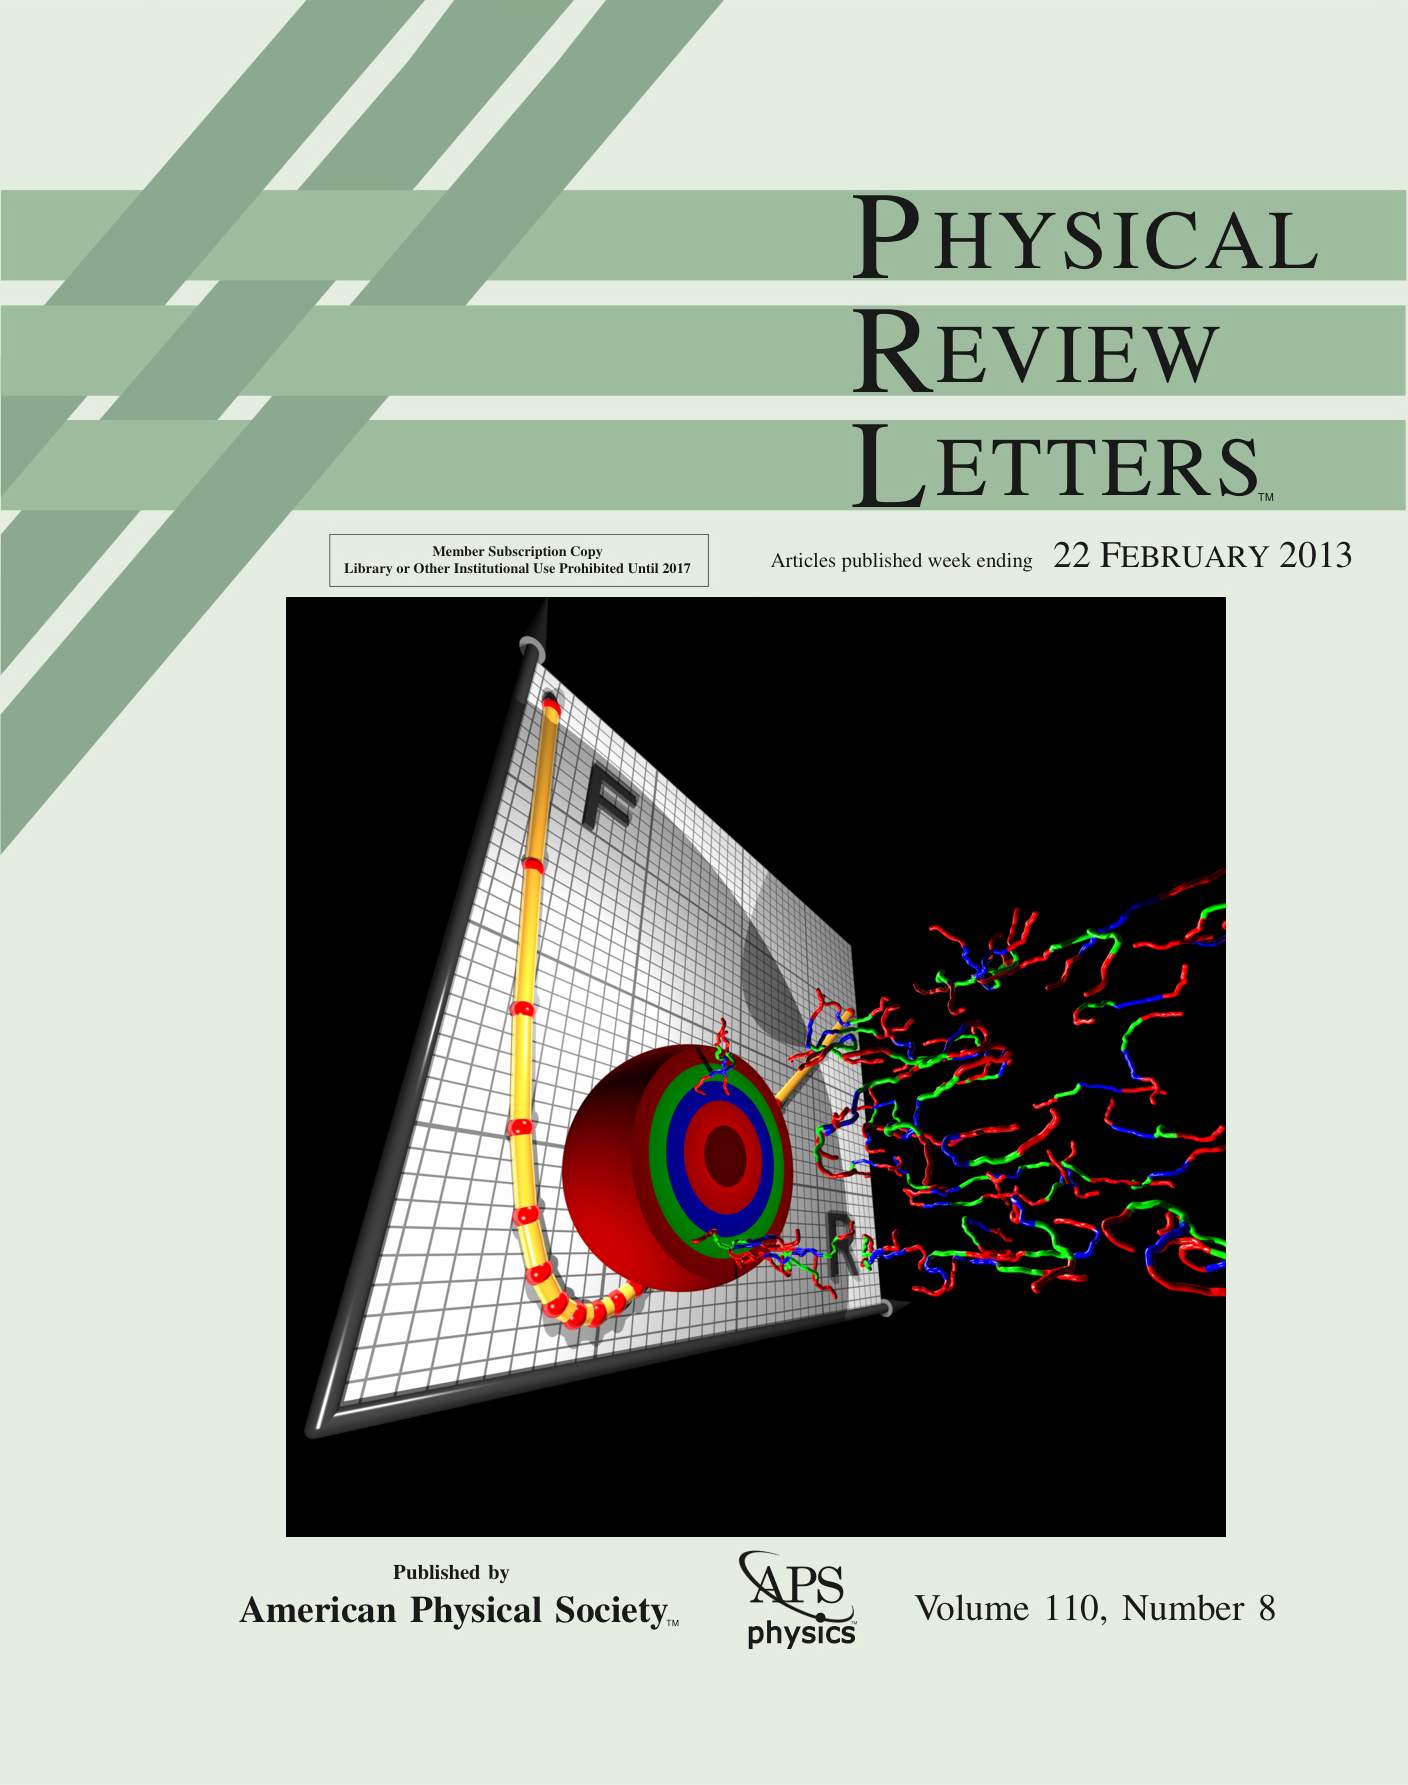 PHYSICAL
REVIEW
LETTERS™
Member Subscription Copy
Library or Other Institutional Use Prohibited Until 2017
Articles published week ending 22 FEBRUARY 2013
F
R
Published by
American Physical Society™
APS
physics™
Volume 110, Number 8